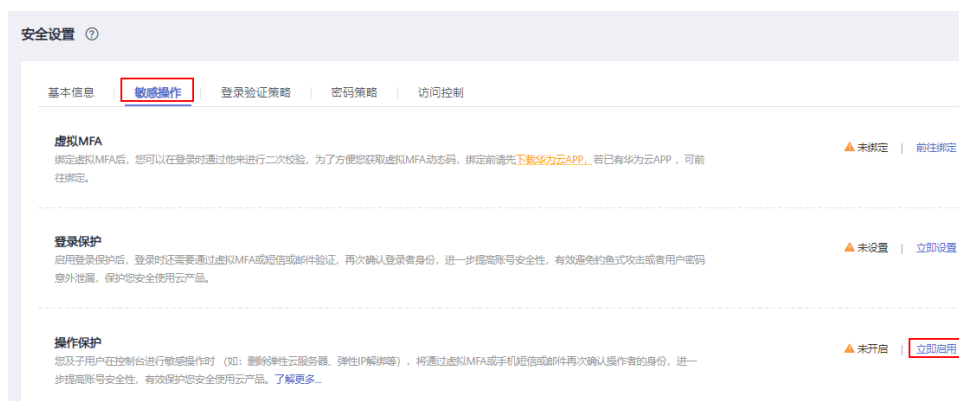 安全设置 ?
基本信息 | 敏感操作 | 登录验证策略 | 密码策略 | 访问控制
虚拟MFA
绑定虚拟MFA后，您可以在登录时通过他来进行二次校验，为了方便您获取虚拟MFA动态码，绑定前请先下载华为云APP，若已有华为云APP ，可前
往绑定。
未绑定 | 前往绑定
登录保护
启用登录保护后，登录时还需要通过虚拟MFA或短信或邮件验证，再次确认登录者身份，进一步提高账号安全性，有效避免钓鱼式攻击或者用户密码
意外泄漏，保护您安全使用云产品。
未设置 | 立即设置
操作保护
您及子用户在控制台进行敏感操作时 （如：删除弹性云服务器、弹性IP解绑等），将通过虚拟MFA或手机短信或邮件再次确认操作者的身份，进一
步提高账号安全性，有效保护您安全使用云产品。了解更多...
未开启 | 立即启用